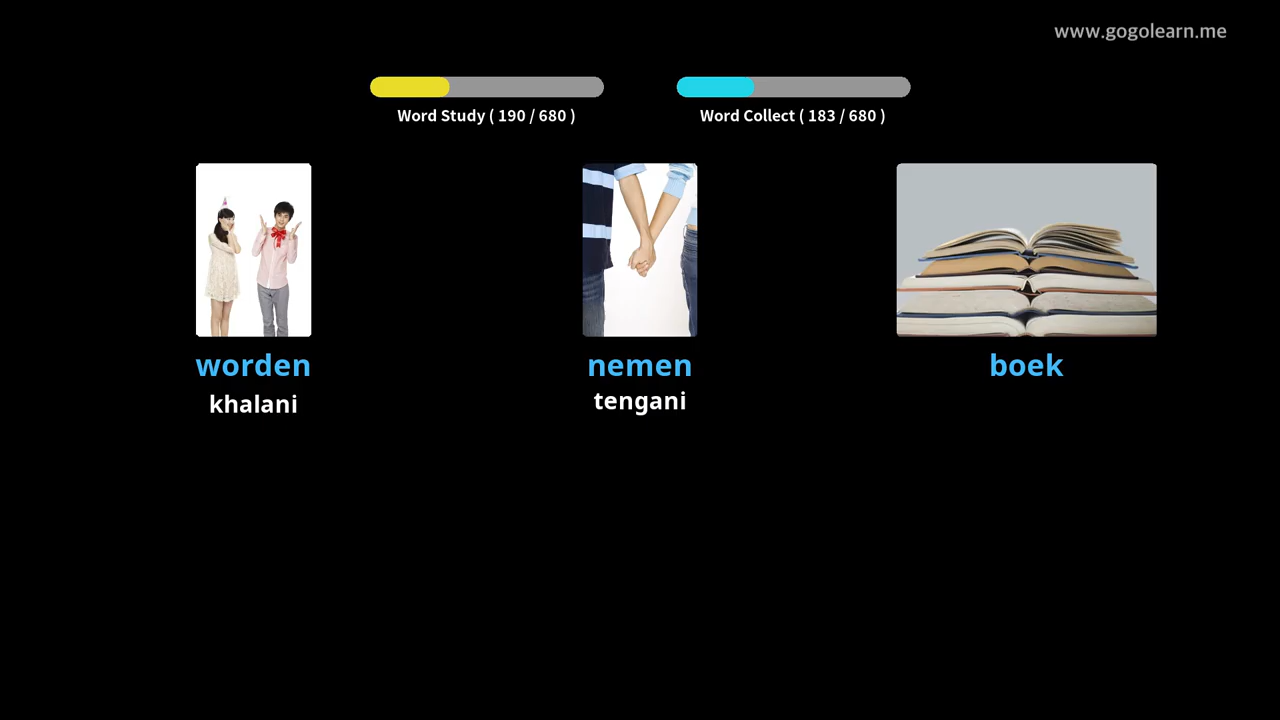 www.gogolearn.me
Word Study ( 190 / 680 )
Word Collect ( 183 / 680 )
worden
nemen
boek
khalani
tengani